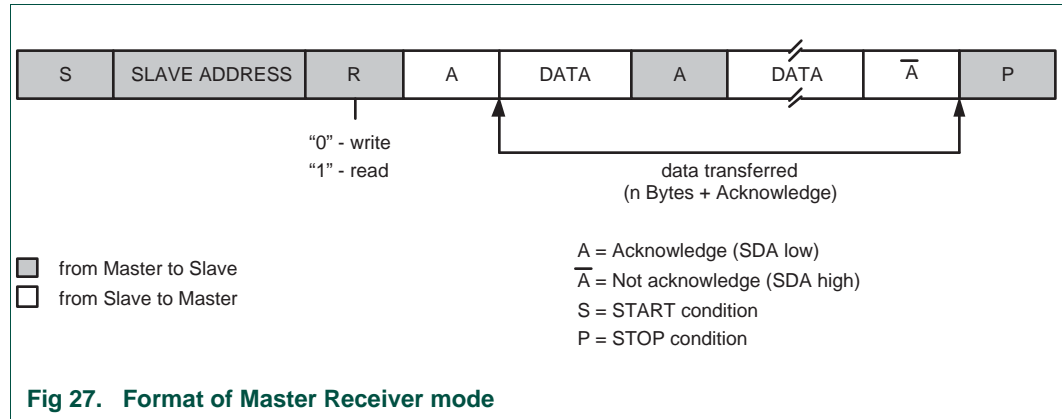 S SLAVE ADDRESS R A DATA A DATA A̅ P
“0” - write
“1” - read
data transferred
(n Bytes + Acknowledge)
A = Acknowledge (SDA low)
A̅ = Not acknowledge (SDA high)
S = START condition
P = STOP condition
from Master to Slave
from Slave to Master
Fig 27. Format of Master Receiver mode